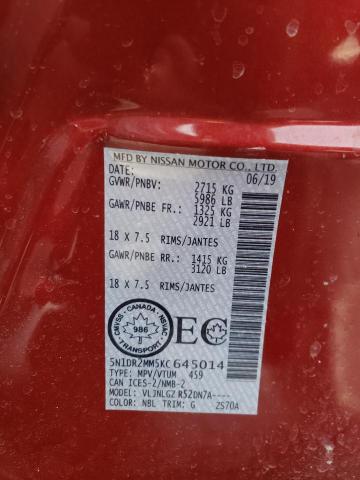 MFD BY NISSAN MOTOR CO., LTD.
DATE: 06/19
GVWR/PNBV: 2715 KG
5986 LB
GAWR/PNBE FR.: 1325 KG
2921 LB
18 X 7.5 RIMS/JANTES
GAWR/PNBE RR.: 1415 KG
3120 LB
18 X 7.5 RIMS/JANTES
CANADA
CMVSS NSVAC
986
EC
5N1DR2MM5KC645014
TYPE: MPV/VTUM 459
CAN ICES-2/NMB-2
MODEL: VLJNLGZ R52DN7A----
COLOR: NBL TRIM: G 2S70A